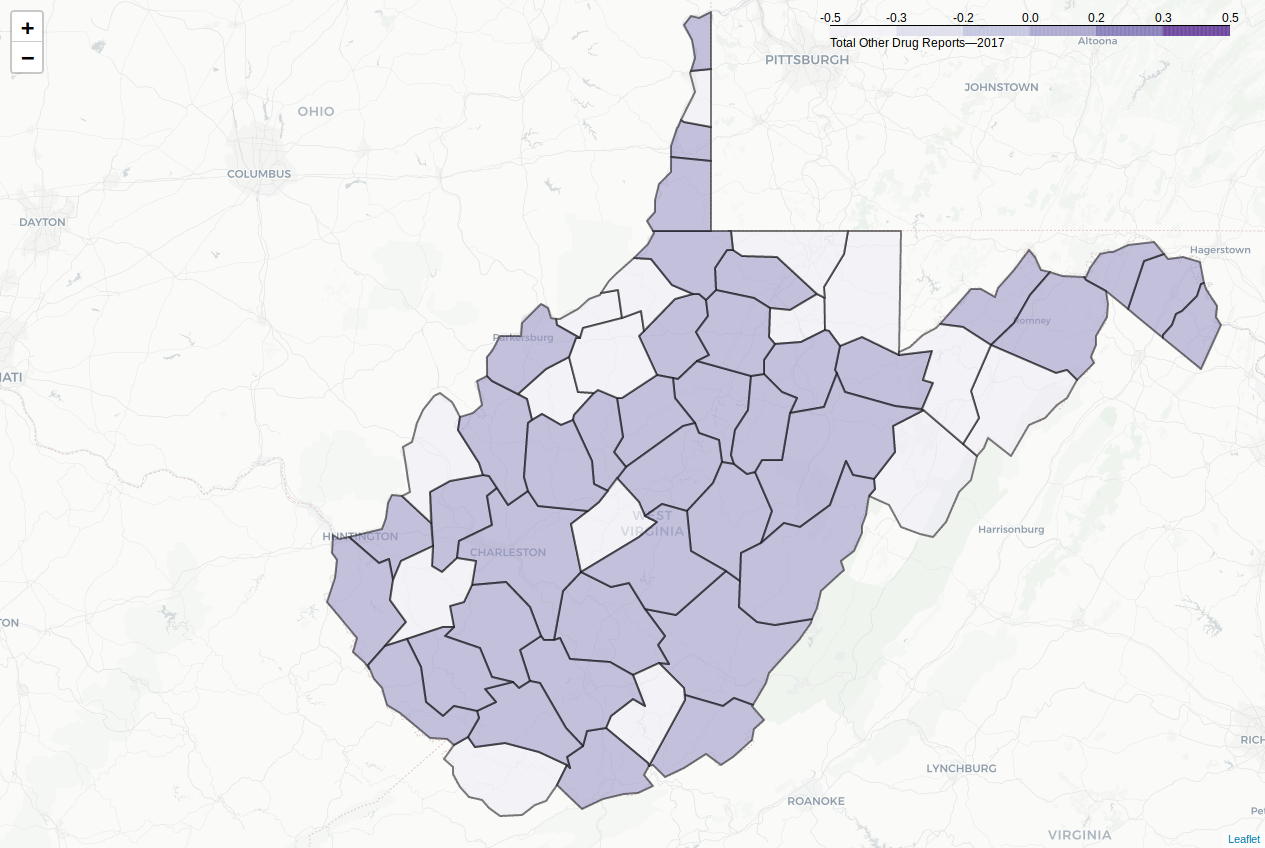 +
−
-0.5 -0.3 -0.2 0.0 0.2 0.3 0.5
Total Other Drug Reports—2017
Altoona
PITTSBURGH
JOHNSTOWN
OHIO
COLUMBUS
DAYTON
Hagerstown
Romney
Parkersburg
NATI
WEST
VIRGINIA
HUNTINGTON
Harrisonburg
CHARLESTON
TON
RICH
LYNCHBURG
ROANOKE
Pet
VIRGINIA
Leaflet